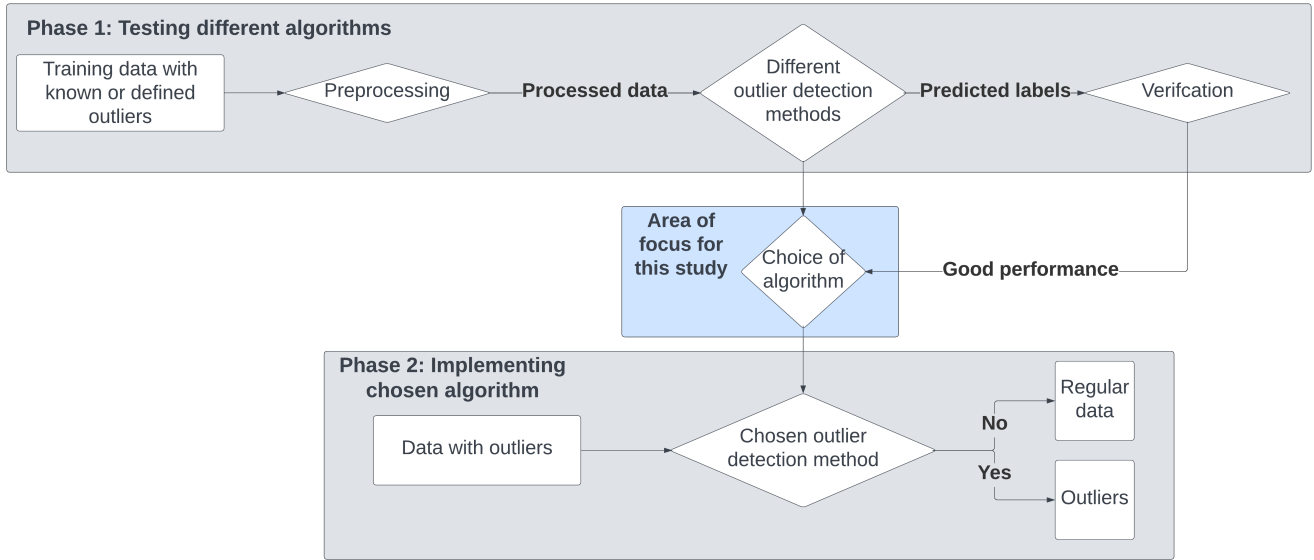 Phase 1: Testing different algorithms
Training data with
known or defined
outliers
Preprocessing
Processed data
Different
outlier detection
methods
Predicted labels
Verifcation
Area of
focus for
this study
Choice of
algorithm
Good performance
Phase 2: Implementing
chosen algorithm
Data with outliers
Chosen outlier
detection method
No
Yes
Regular
data
Outliers